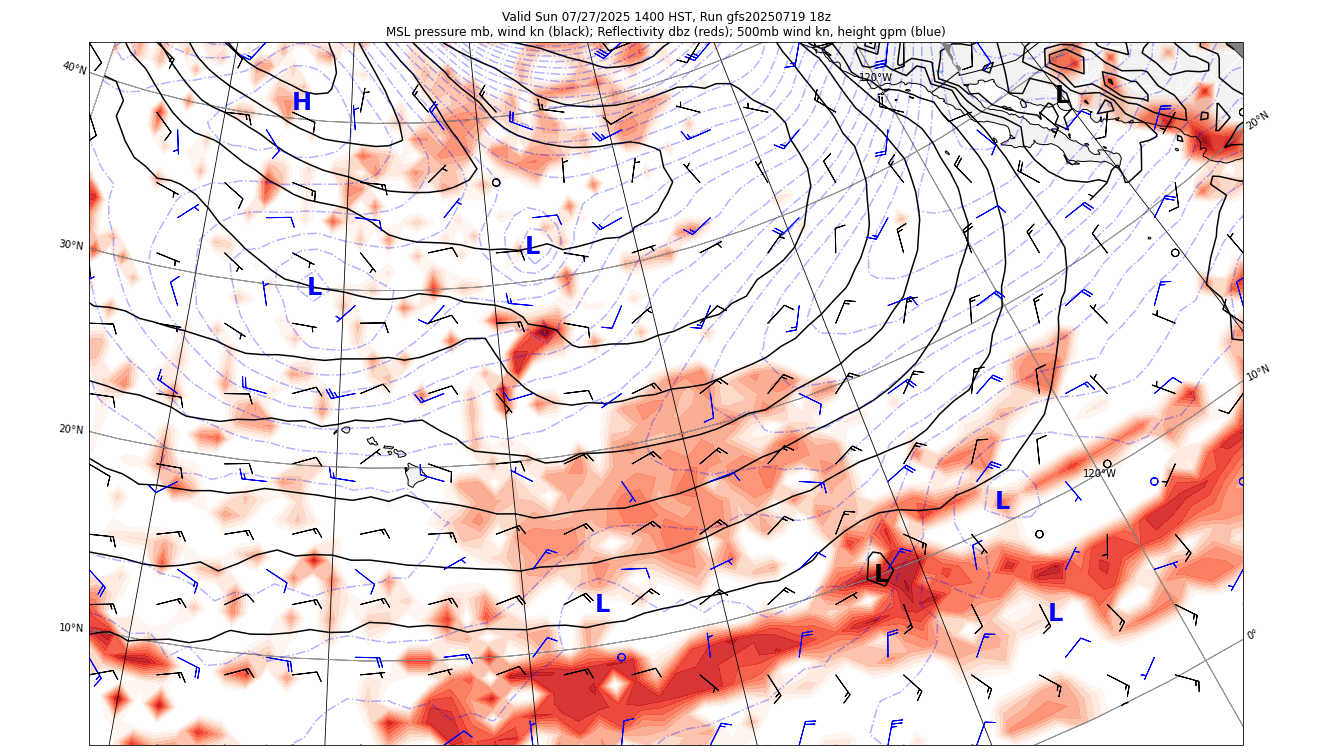 Valid Sun 07/27/2025 1400 HST, Run gfs20250719 18z
MSL pressure mb, wind kn (black); Reflectivity dbz (reds); 500mb wind kn, height gpm (blue)
40°N
120°W
L
H
20°N
30°N
L
L
10°N
20°N
120°W
L
L
L
L
10°N
0°